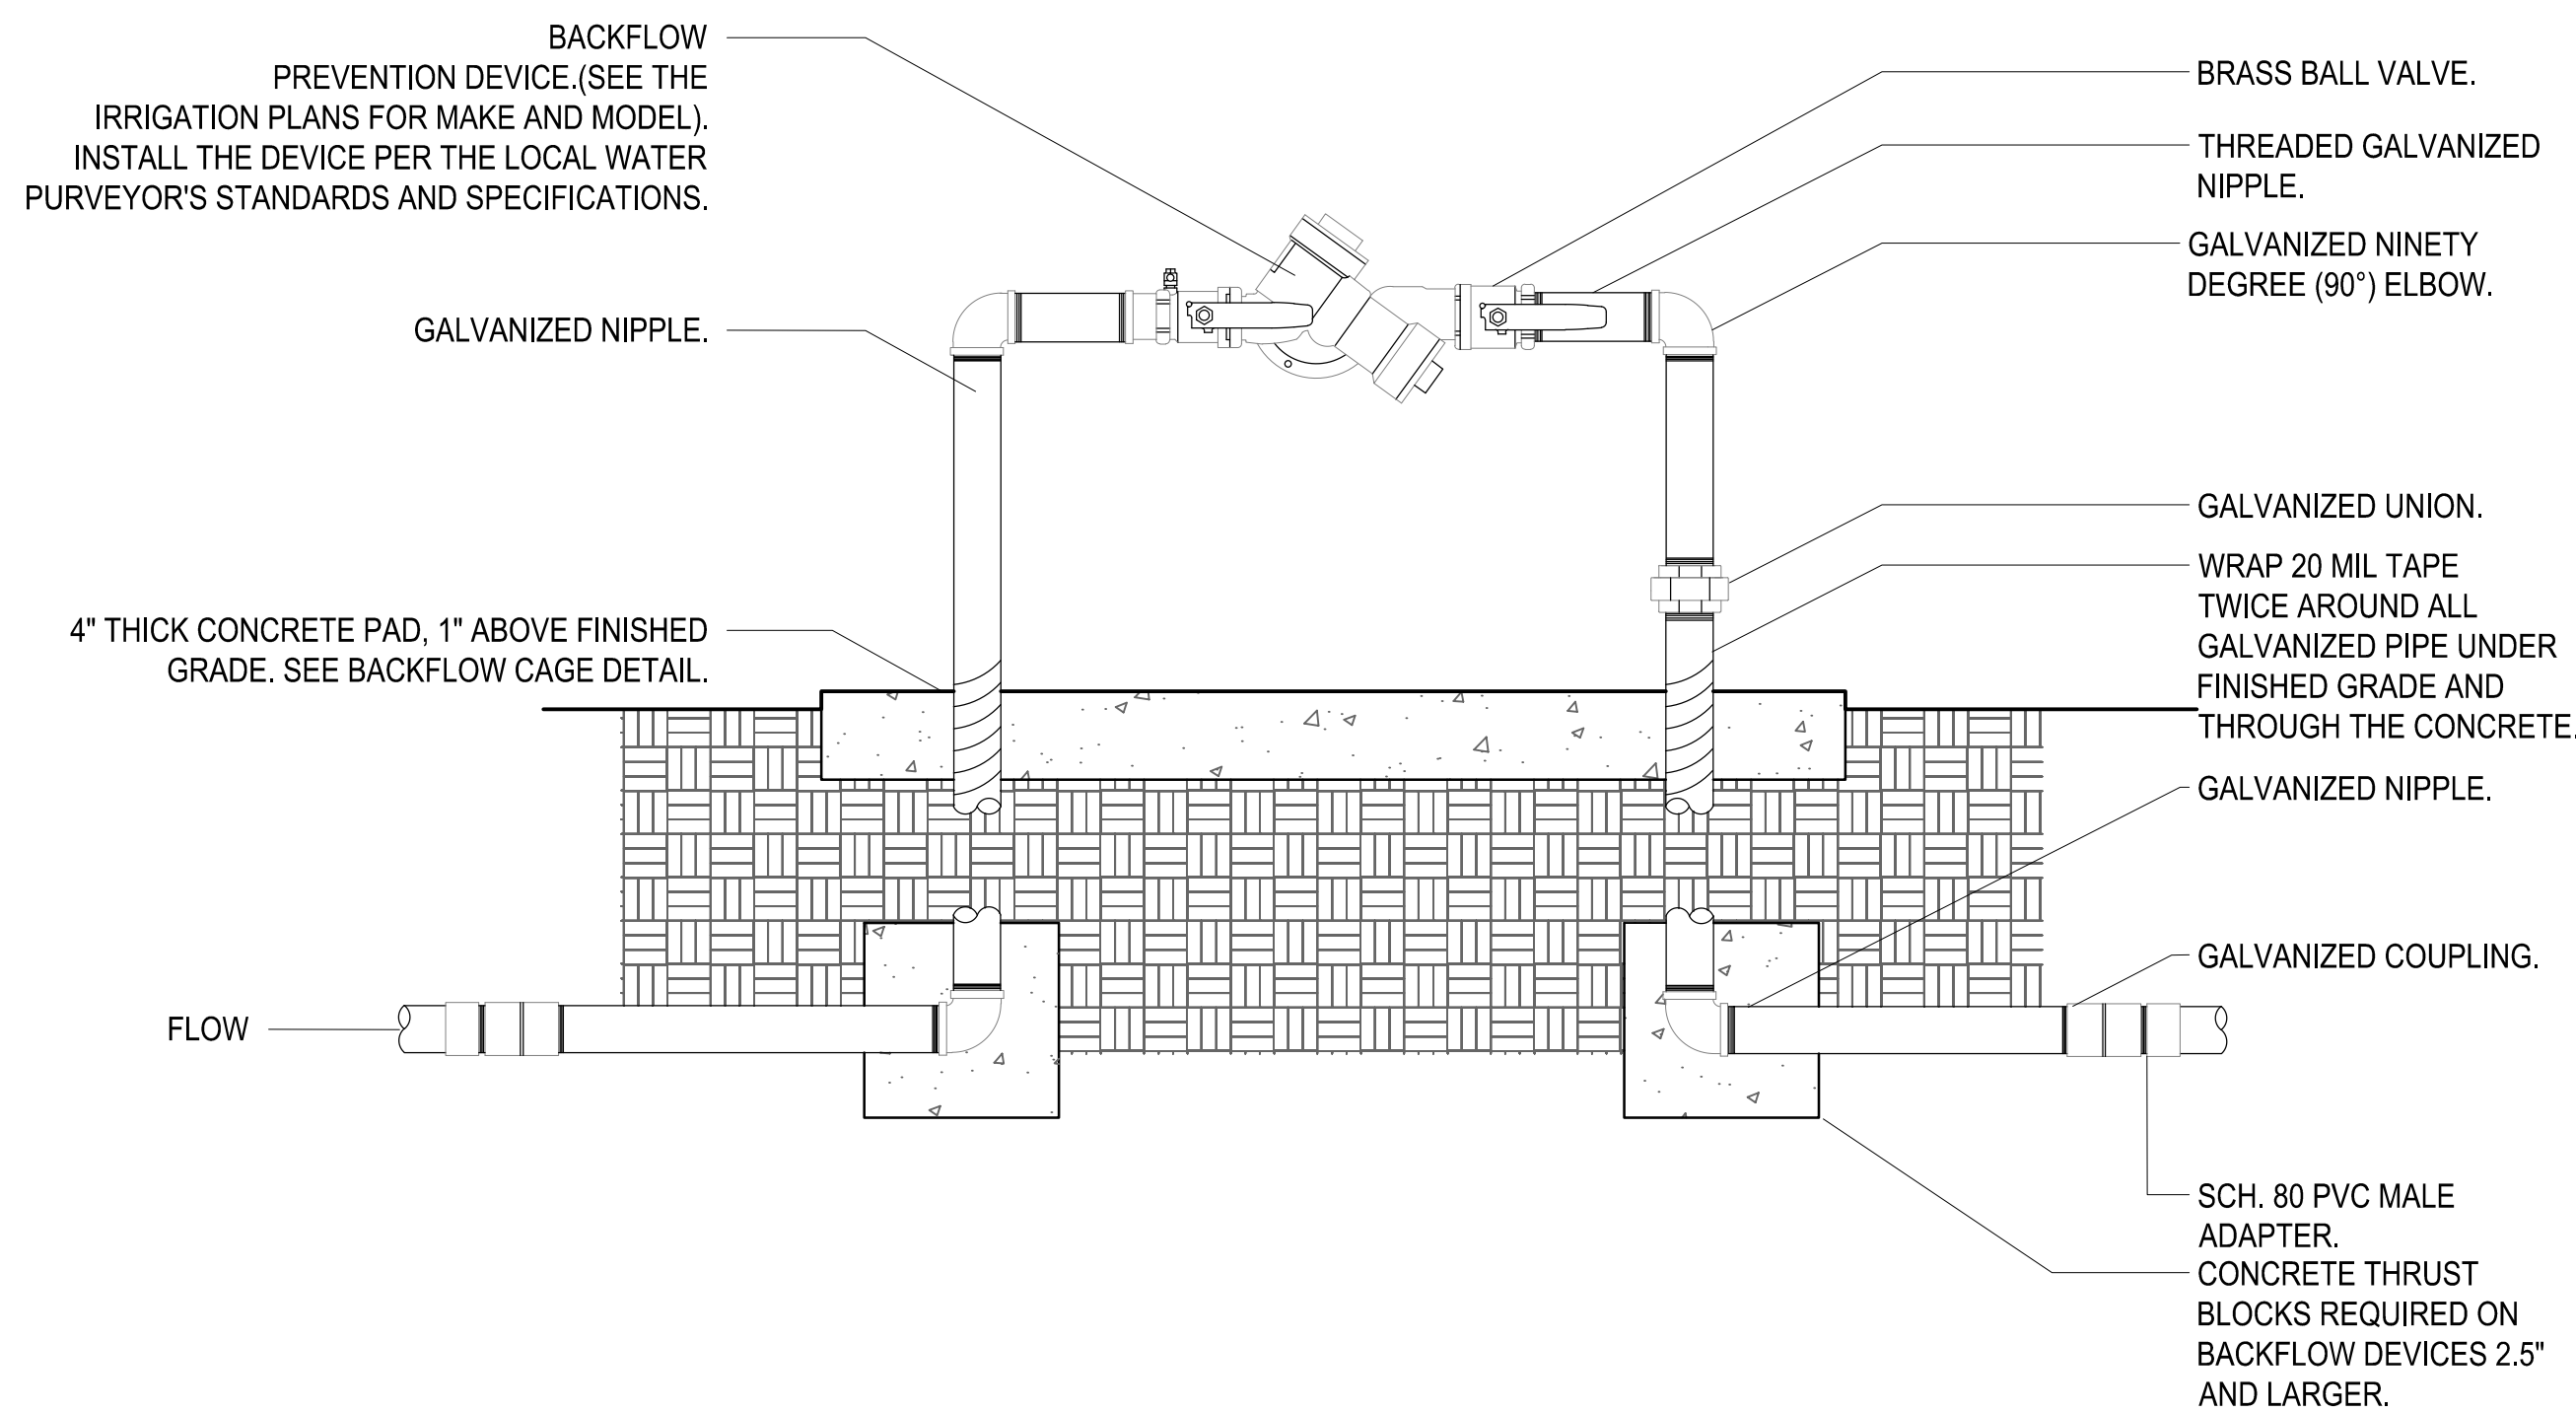 BACKFLOW
PREVENTION DEVICE.(SEE THE
IRRIGATION PLANS FOR MAKE AND MODEL).
INSTALL THE DEVICE PER THE LOCAL WATER
PURVEYOR'S STANDARDS AND SPECIFICATIONS.
GALVANIZED NIPPLE.
4" THICK CONCRETE PAD, 1" ABOVE FINISHED
GRADE. SEE BACKFLOW CAGE DETAIL.
FLOW
BRASS BALL VALVE.
THREADED GALVANIZED
NIPPLE.
GALVANIZED NINETY
DEGREE (90°) ELBOW.
GALVANIZED UNION.
WRAP 20 MIL TAPE
TWICE AROUND ALL
GALVANIZED PIPE UNDER
FINISHED GRADE AND
THROUGH THE CONCRETE.
GALVANIZED NIPPLE.
GALVANIZED COUPLING.
SCH. 80 PVC MALE
ADAPTER.
CONCRETE THRUST
BLOCKS REQUIRED ON
BACKFLOW DEVICES 2.5"
AND LARGER.